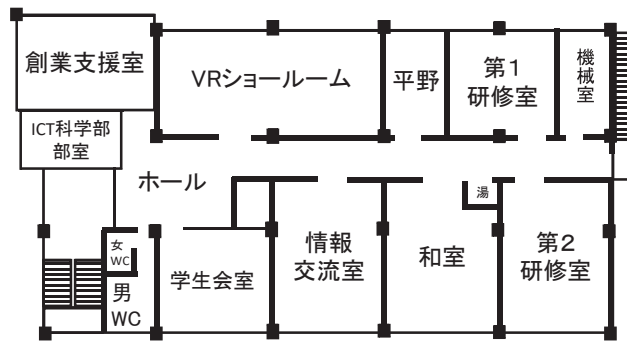 創業支援室
VRショールーム
平野
第1
研修室
機械室
ICT科学部
部室
ホール
湯
女
WC
男
WC
学生会室
情報
交流室
和室
第2
研修室